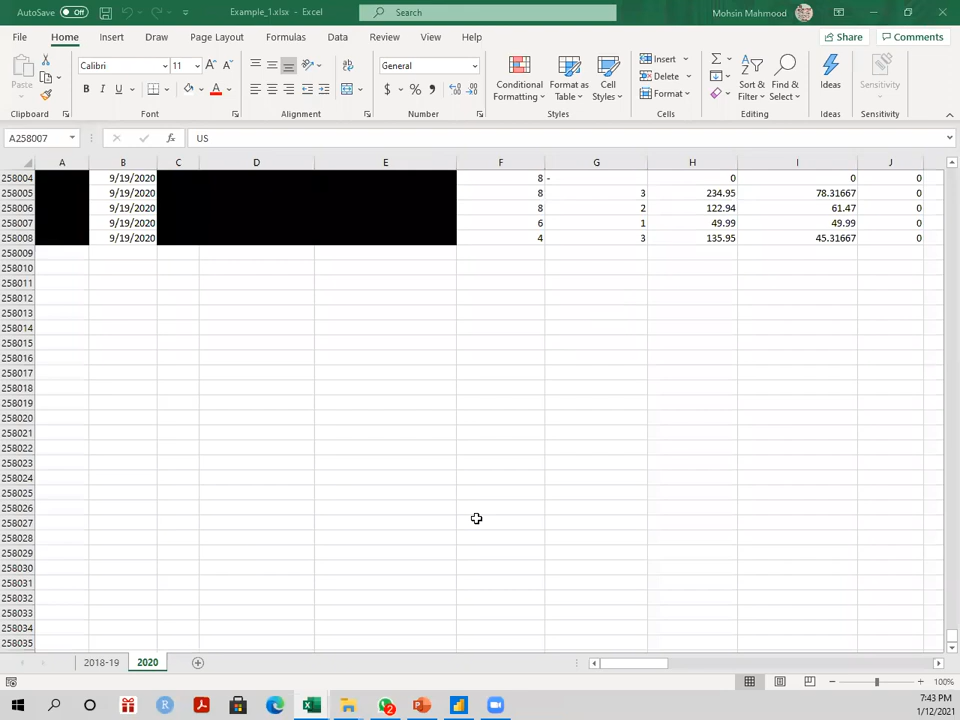 AutoSave Off Example_1.xlsx - Excel Search Mohsin Mahmood
File Home Insert Draw Page Layout Formulas Data Review View Help Share Comments
Paste Calibri 11 General Conditional Formatting Format as Table Cell Styles Insert Delete Format Sort & Filter Find & Select Ideas Sensitivity
Clipboard Font Alignment Number Styles Cells Editing Ideas Sensitivity
A258007 fx US
A B C D E F G H I J
258004 9/19/2020 8 - 0 0 0
258005 9/19/2020 8 3 234.95 78.31667 0
258006 9/19/2020 8 2 122.94 61.47 0
258007 9/19/2020 6 1 49.99 49.99 0
258008 9/19/2020 4 3 135.95 45.31667 0
258009
258010
258011
258012
258013
258014
258015
258016
258017
258018
258019
258020
258021
258022
258023
258024
258025
258026
258027
258028
258029
258030
258031
258032
258033
258034
258035
2018-19 2020
100%
7:43 PM
1/12/2021